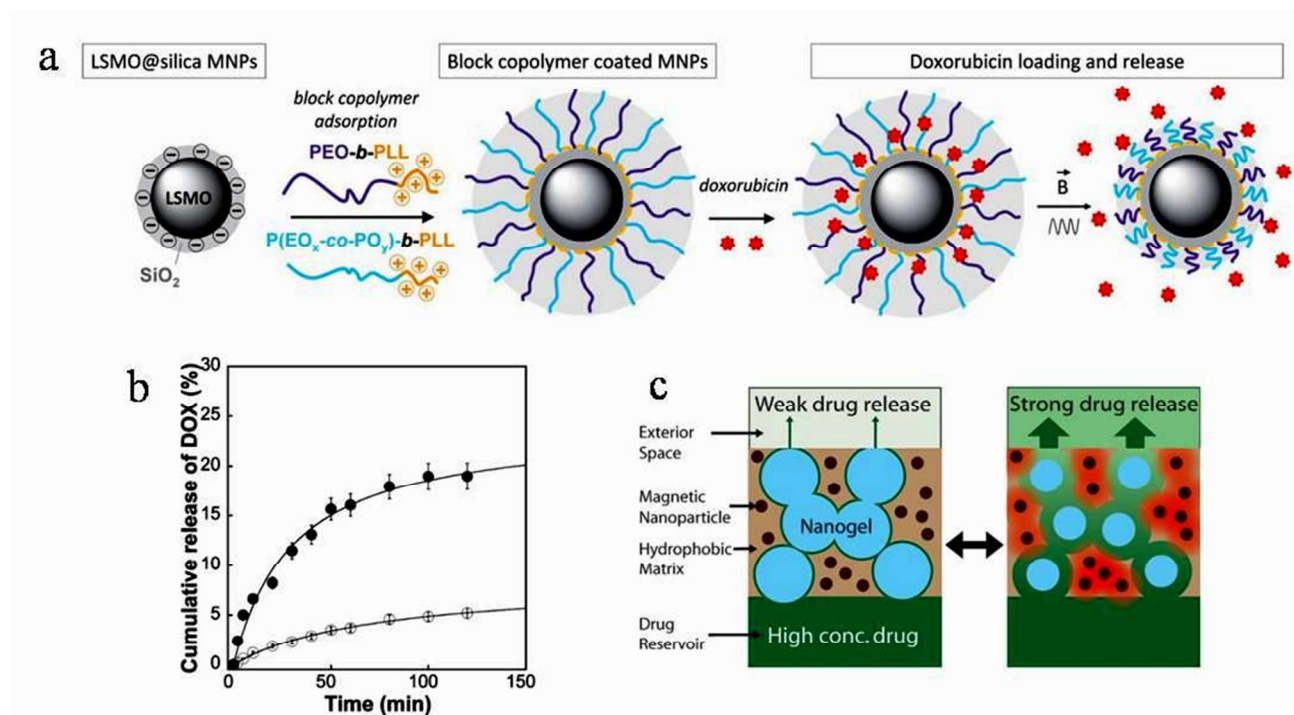 a
LSMO@silica MNPs
Block copolymer coated MNPs
Doxorubicin loading and release
block copolymer
adsorption
PEO-b-PLL
P(EOx-co-POy)-b-PLL
LSMO
SiO2
doxorubicin
B
b
Cumulative release of DOX (%)
30
25
20
15
10
5
0
0
50
100
150
Time (min)
c
Weak drug release
Strong drug release
Exterior
Space
Magnetic
Nanoparticle
Nanogel
Hydrophobic
Matrix
Drug
Reservoir
High conc. drug